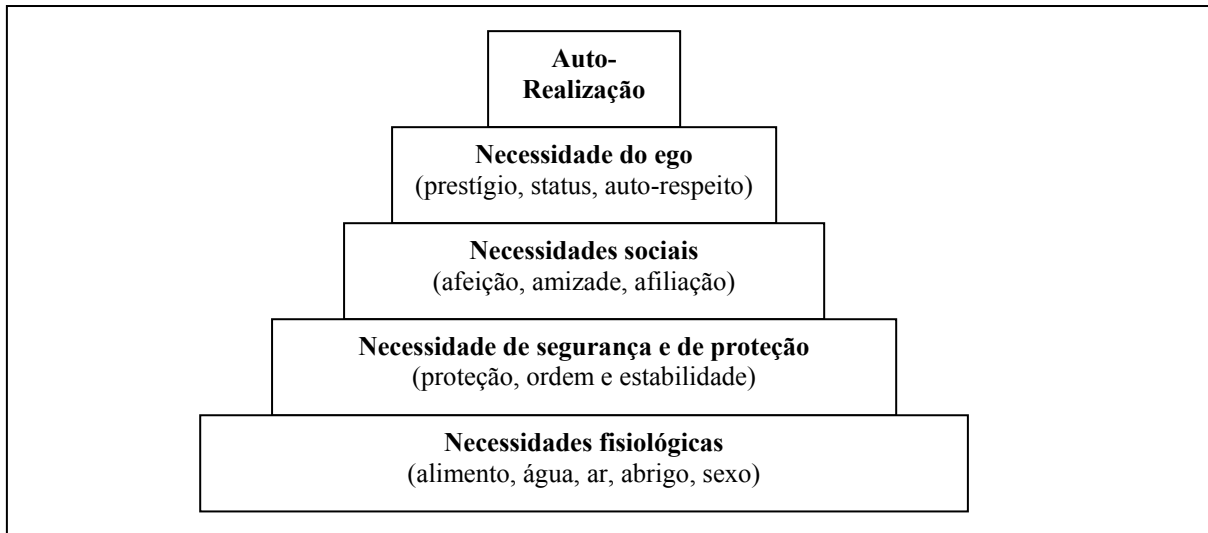 Auto-
Realização
Necessidade do ego
(prestígio, status, auto-respeito)
Necessidades sociais
(afeição, amizade, afiliação)
Necessidade de segurança e de proteção
(proteção, ordem e estabilidade)
Necessidades fisiológicas
(alimento, água, ar, abrigo, sexo)